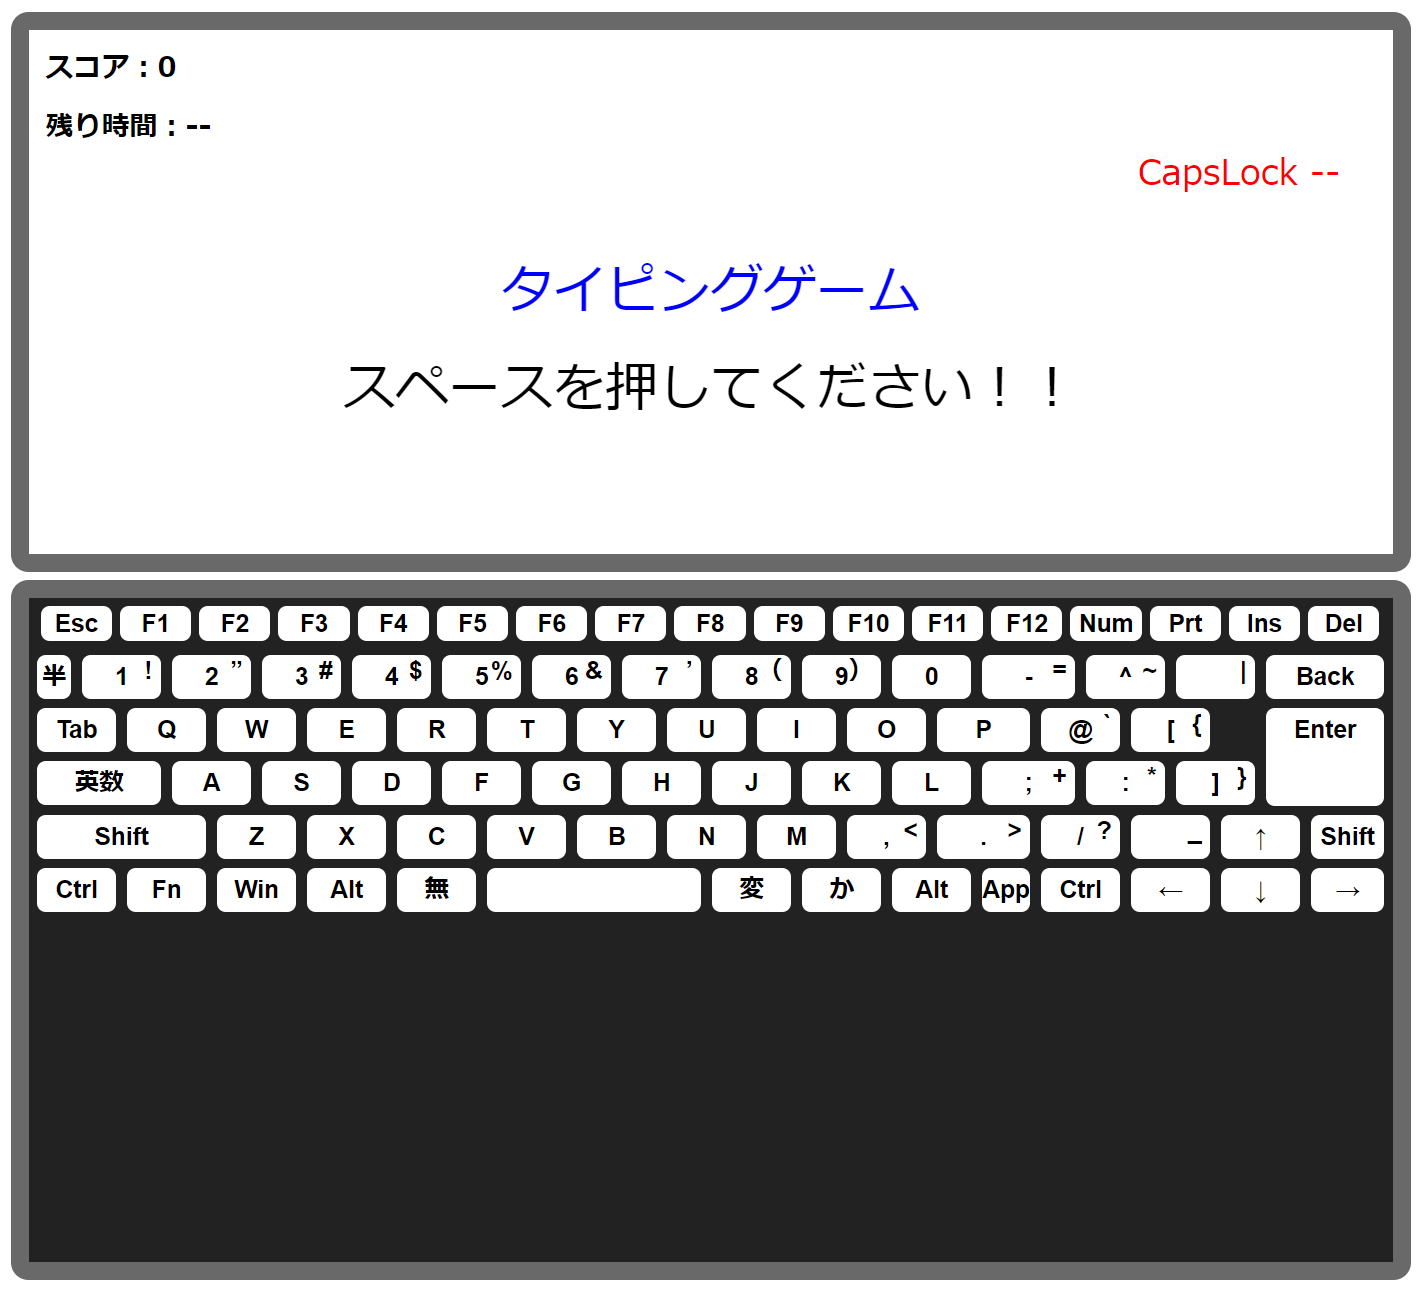 スコア：0
残り時間：--
CapsLock --
タイピングゲーム
スペースを押してください！！
Esc F1 F2 F3 F4 F5 F6 F7 F8 F9 F10 F11 F12 Num Prt Ins Del
半 1 ! 2 ” 3 # 4 $ 5 % 6 & 7 ’ 8 ( 9 ) 0 - = ^ ~ | Back
Tab Q W E R T Y U I O P @ ` [ { Enter
英数 A S D F G H J K L ; + : * ] }
Shift Z X C V B N M , < . > / ? _ ↑ Shift
Ctrl Fn Win Alt 無 変 か Alt App Ctrl ← ↓ →